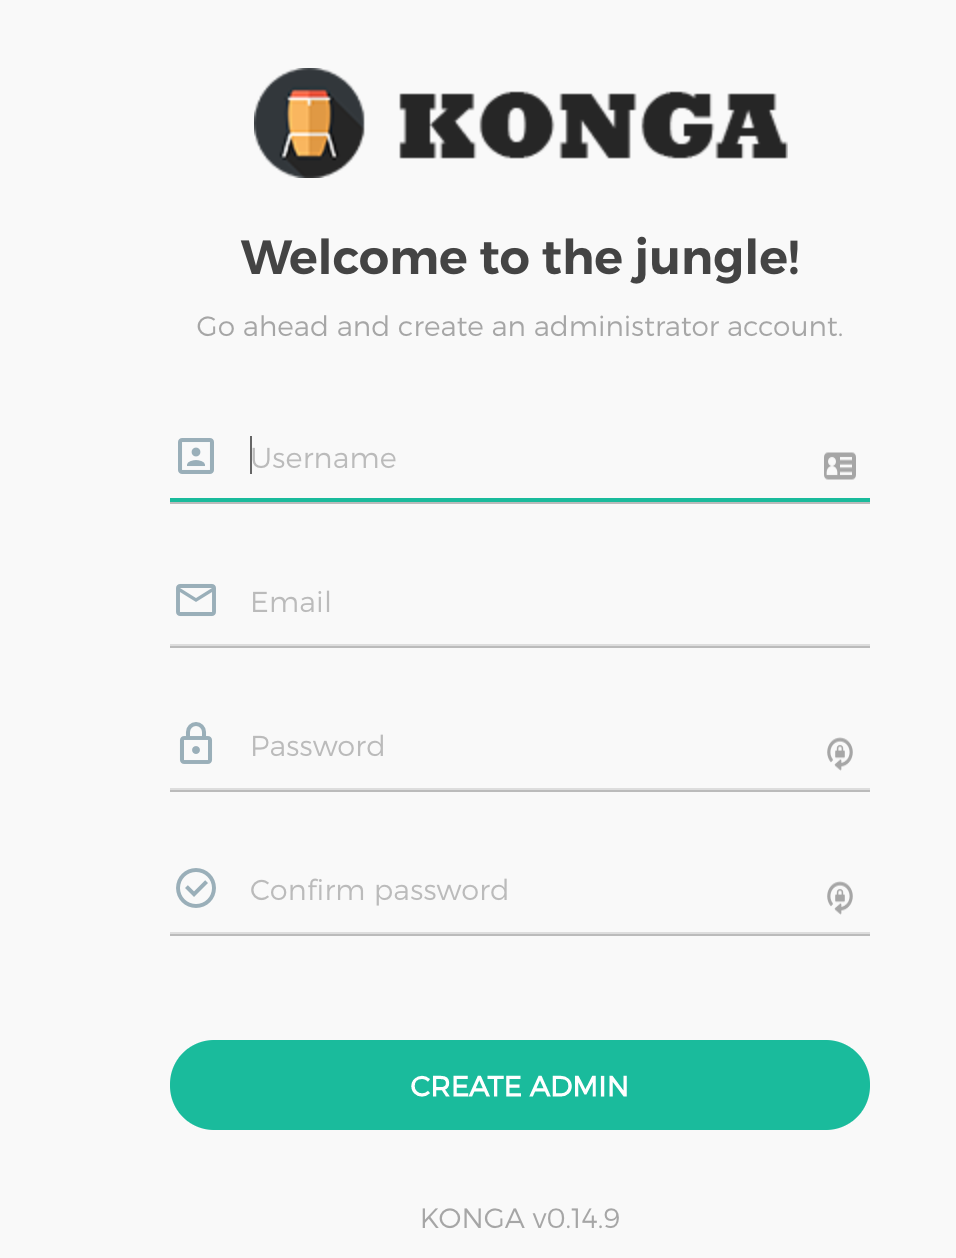 KONGA
Welcome to the jungle!
Go ahead and create an administrator account.
Username
Email
Password
Confirm password
CREATE ADMIN
KONGA v0.14.9